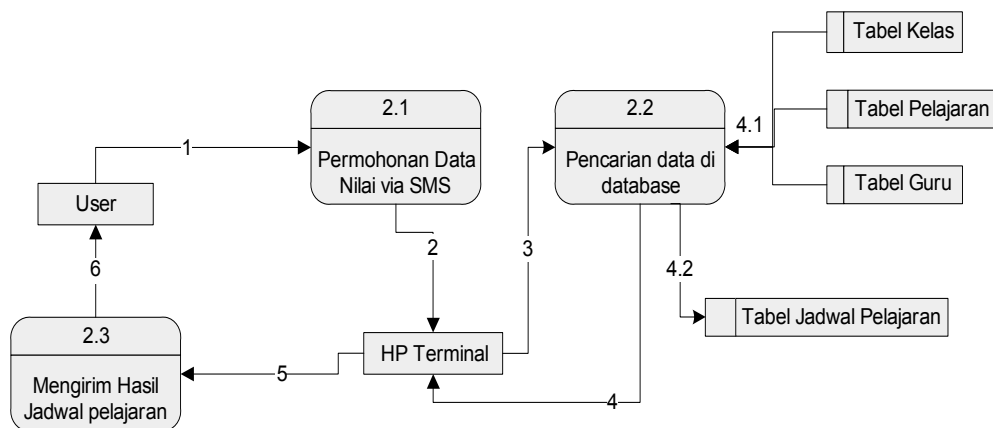 Tabel Kelas
2.1
2.2
4.1
Tabel Pelajaran
1
Permohonan Data
Nilai via SMS
Pencarian data di
database
Tabel Guru
User
2
3
6
4.2
2.3
HP Terminal
Tabel Jadwal Pelajaran
5
Mengirim Hasil
Jadwal pelajaran
4